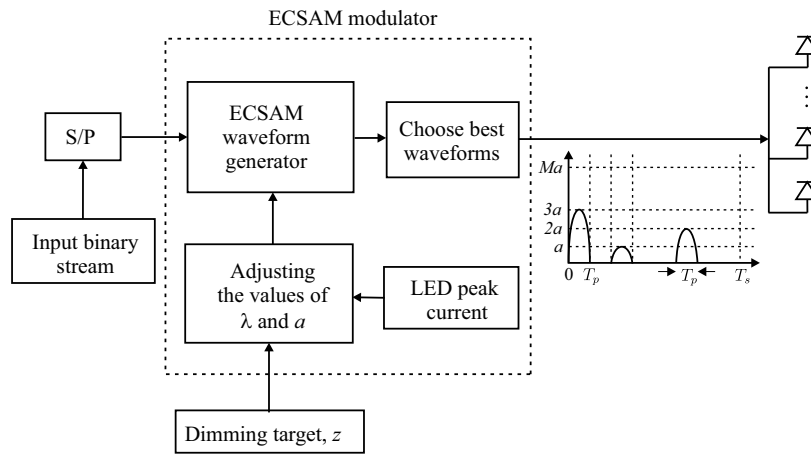 ECSAM modulator
S/P
ECSAM
waveform
generator
Choose best
waveforms
Input binary
stream
Adjusting
the values of
λ and a
LED peak
current
Dimming target, z
Ma
3a
2a
a
0
T_p
T_p
T_s